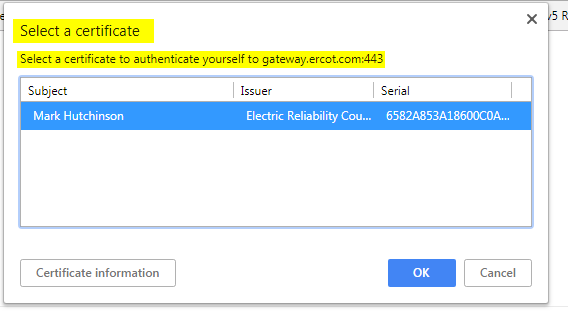 Select a certificate
Select a certificate to authenticate yourself to gateway.ercot.com:443
Subject Issuer Serial
Mark Hutchinson Electric Reliability Cou... 6582A853A18600C0A...
Certificate information OK Cancel